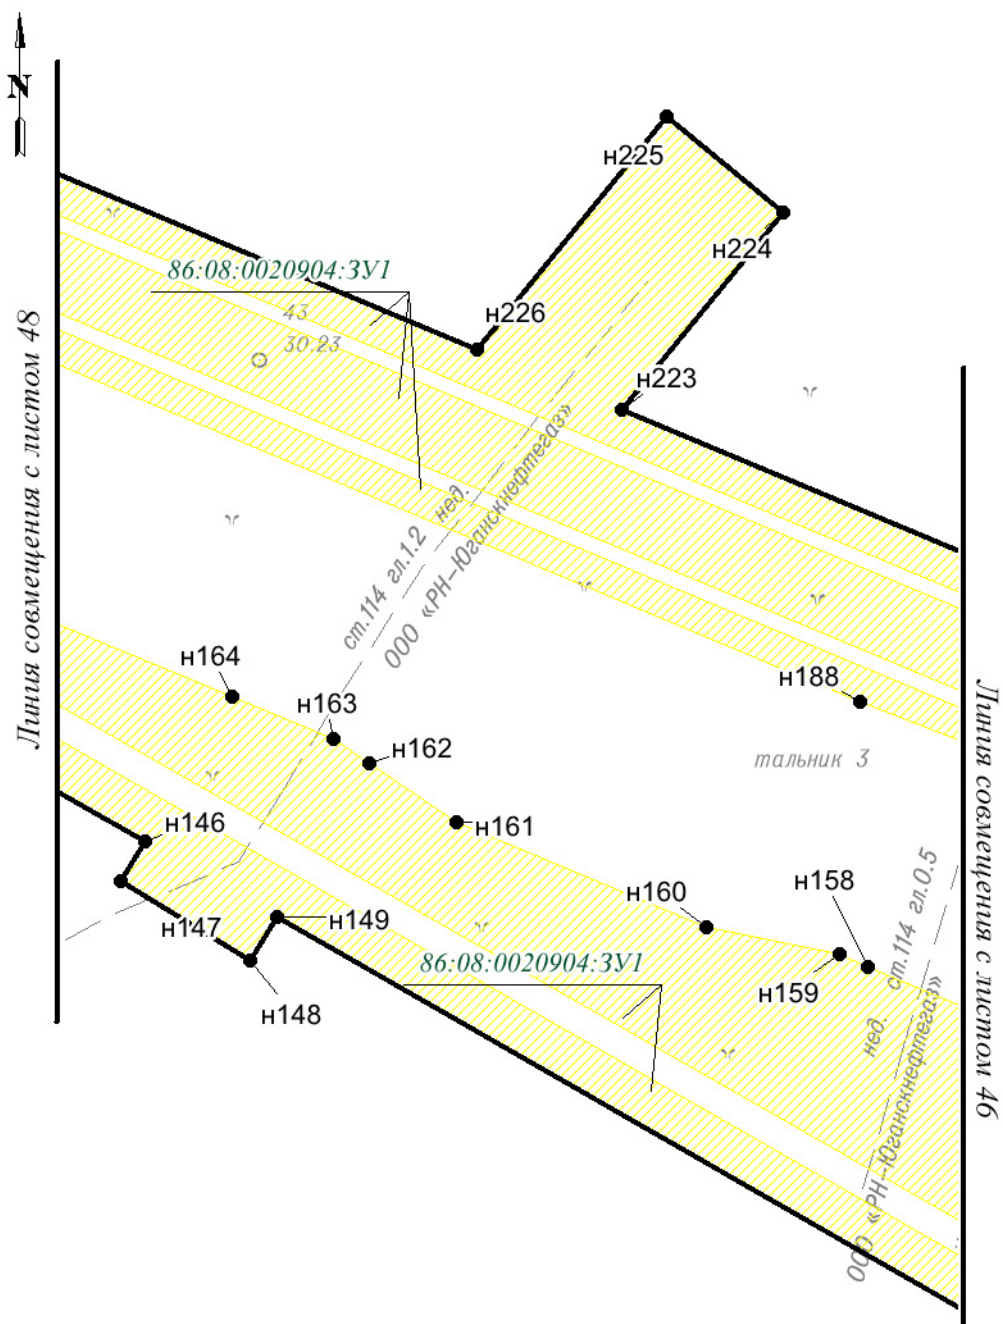 N
н225
н224
86:08:0020904:ЗУ1
43
30.23
н226
н223
Линия совмещения с листом 48
ст.114 гл.1.2 нед.
ООО «РН-Юганскнефтегаз»
н164
н163
н162
н188
тальник 3
н161
н146
н160
н158
н147
н149
86:08:0020904:ЗУ1
н159
н148
ст.114 гл.0.5
нед.
ООО «РН-Юганскнефтегаз»
Линия совмещения с листом 46